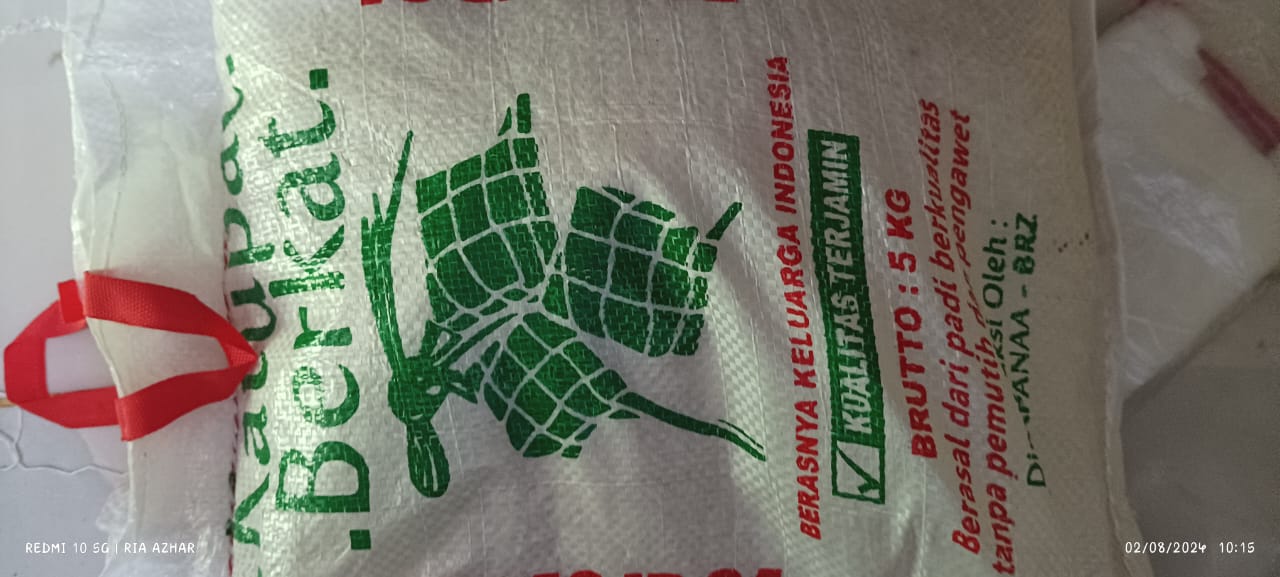 Kaupat.
.Berkat.
BERASNYA KELUARGA INDONESIA
KUALITAS TERJAMIN
BRUTTO : 5 KG
Berasal dari padi berkualitas
tanpa pemutih dan pengawet
Oleh :
- BRZ
REDMI 10 5G | RIA AZHAR
02/08/2024 10:15